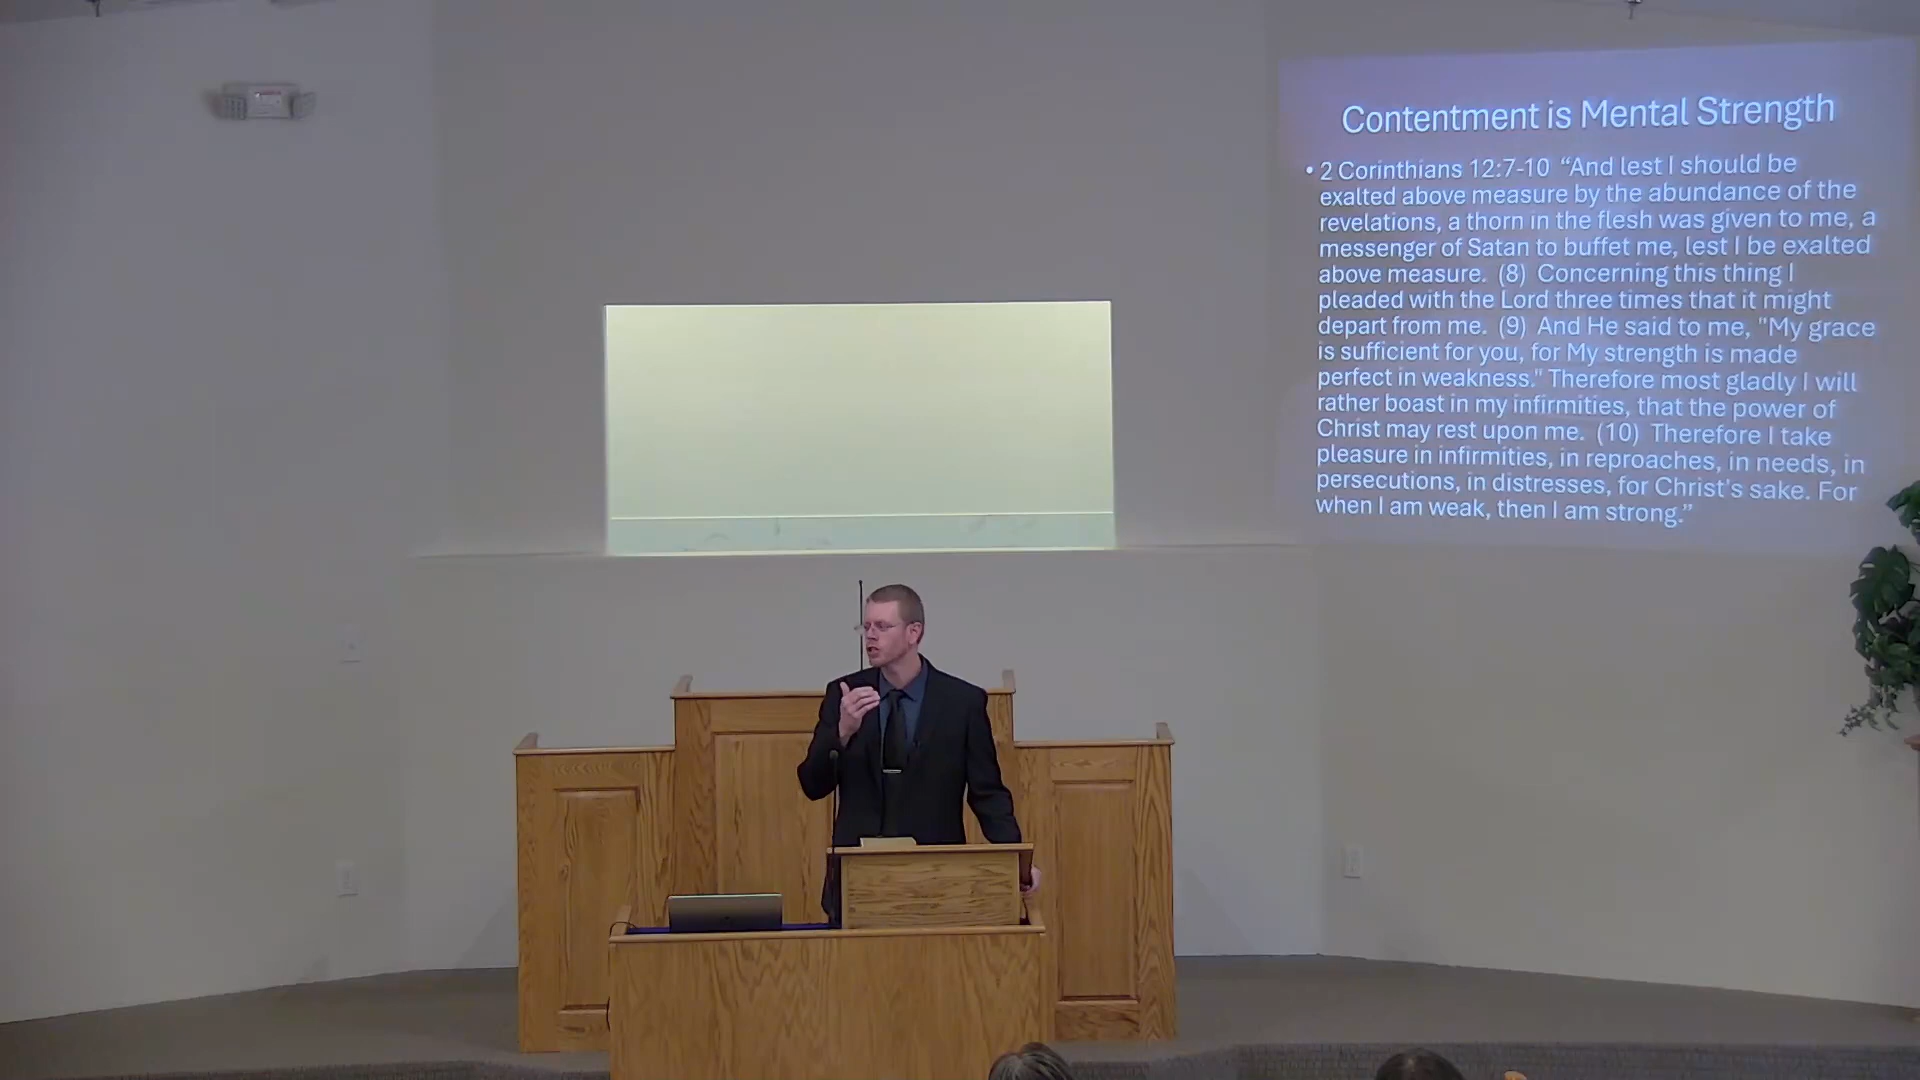 Contentment is Mental Strength
• 2 Corinthians 12:7-10 “And lest I should be
exalted above measure by the abundance of the
revelations, a thorn in the flesh was given to me, a
messenger of Satan to buffet me, lest I be exalted
above measure. (8) Concerning this thing I
pleaded with the Lord three times that it might
depart from me. (9) And He said to me, "My grace
is sufficient for you, for My strength is made
perfect in weakness." Therefore most gladly I will
rather boast in my infirmities, that the power of
Christ may rest upon me. (10) Therefore I take
pleasure in infirmities, in reproaches, in needs, in
persecutions, in distresses, for Christ's sake. For
when I am weak, then I am strong.”